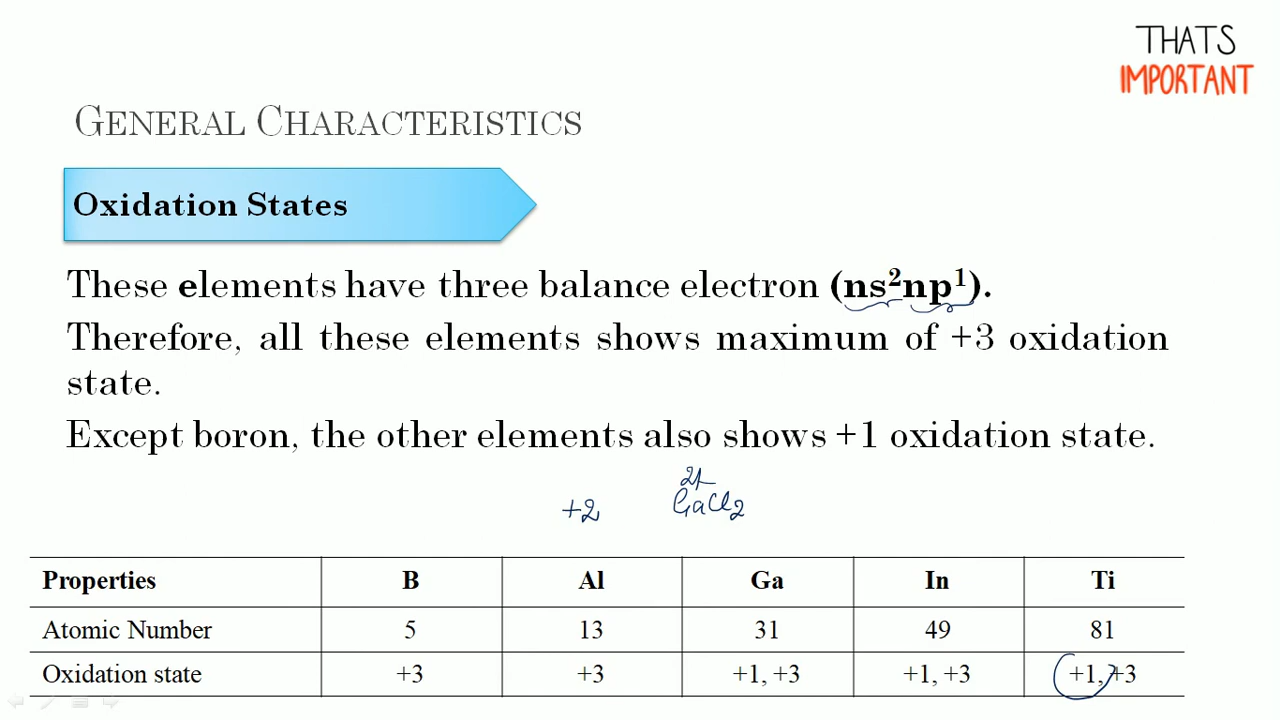 THATS
IMPORTANT
GENERAL CHARACTERISTICS
Oxidation States
These elements have three balance electron (ns²np¹).
Therefore, all these elements shows maximum of +3 oxidation
state.
Except boron, the other elements also shows +1 oxidation state.
+2 2+
GaCl₂
Properties B Al Ga In Ti
Atomic Number 5 13 31 49 81
Oxidation state +3 +3 +1, +3 +1, +3 +1, +3